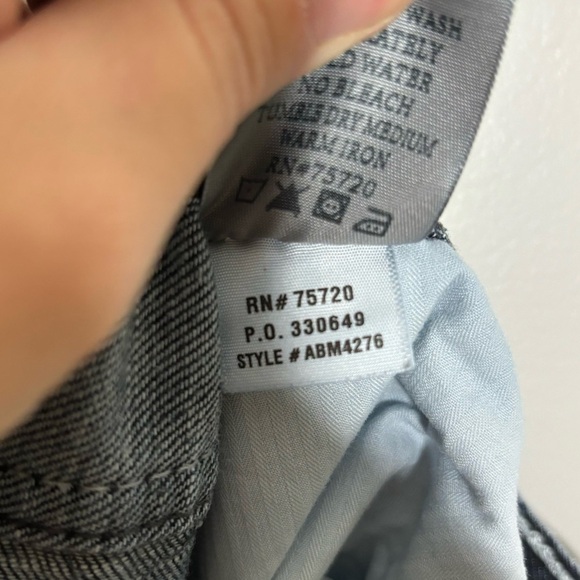 WASH
WATER
NO BLEACH
TUMBLE DRY MEDIUM
WARM IRON
RN#75720
RN# 75720
P.O. 330649
STYLE # ABM4276